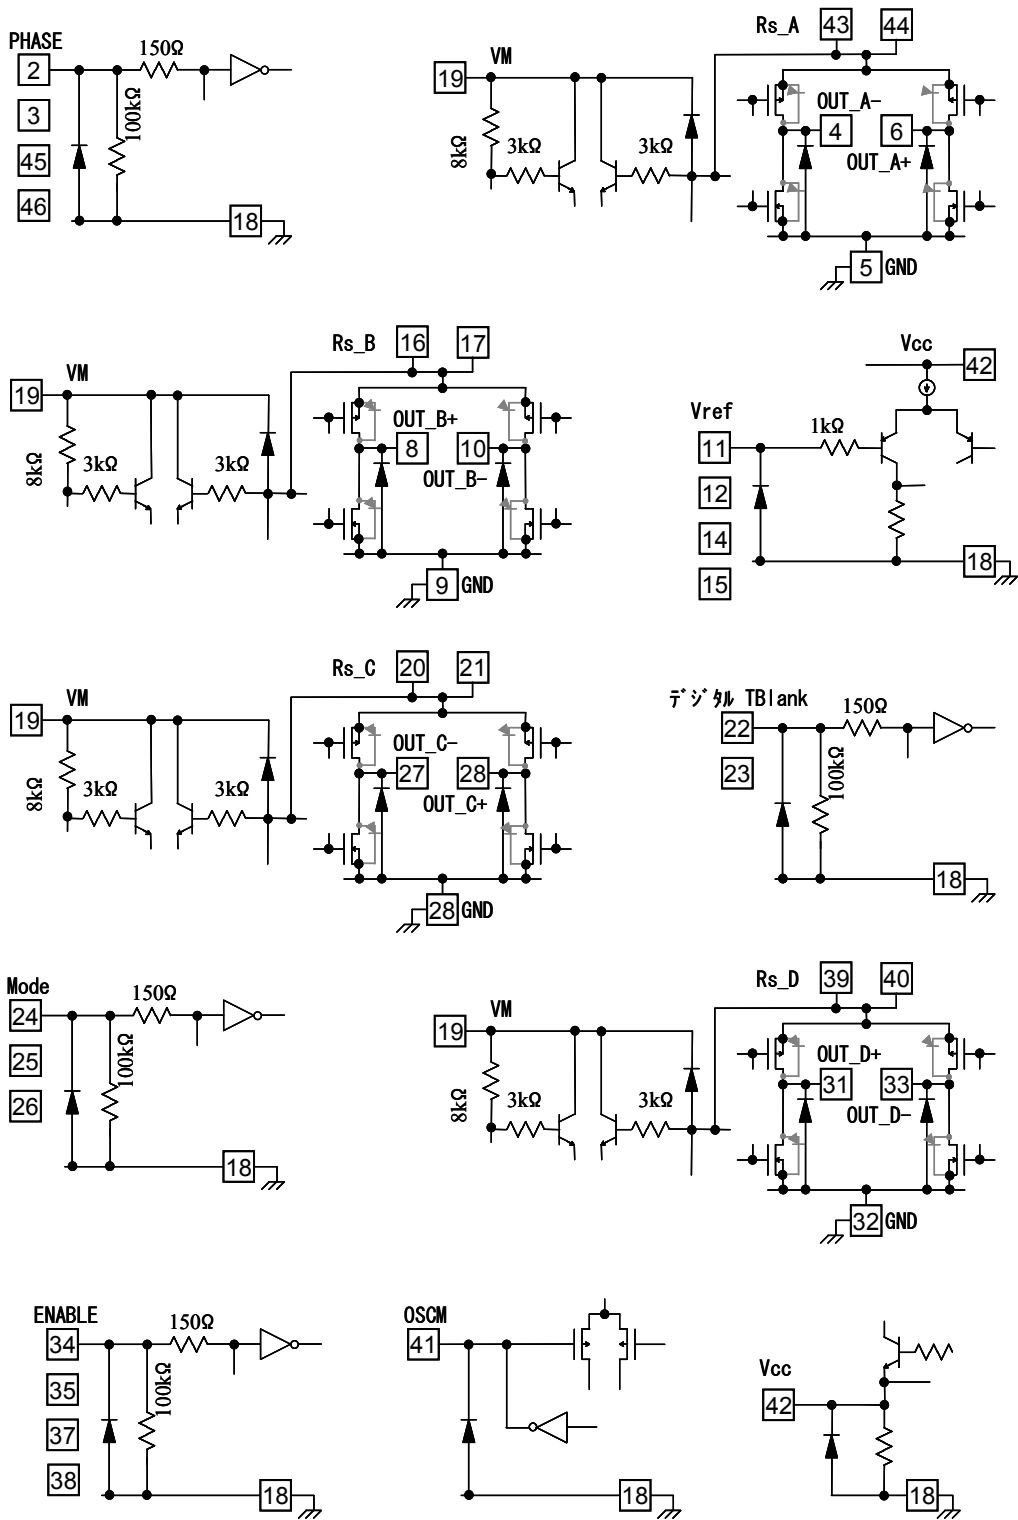 PHASE
2
150Ω
100kΩ
3
45
46
18
Rs_A
43
44
VM
19
8kΩ
3kΩ
3kΩ
OUT_A-
4
6
OUT_A+
5
GND
Rs_B
16
17
VM
19
8kΩ
3kΩ
3kΩ
OUT_B+
8
10
OUT_B-
9
GND
Vcc
42
Vref
11
1kΩ
12
14
15
18
Rs_C
20
21
VM
19
8kΩ
3kΩ
3kΩ
OUT_C-
27
28
OUT_C+
28
GND
ﾃﾞｼﾞﾀﾙ TBlank
22
150Ω
100kΩ
23
18
Mode
24
150Ω
100kΩ
25
26
18
Rs_D
39
40
VM
19
8kΩ
3kΩ
3kΩ
OUT_D+
31
33
OUT_D-
32
GND
ENABLE
34
150Ω
100kΩ
35
37
38
18
OSCM
41
18
Vcc
42
18